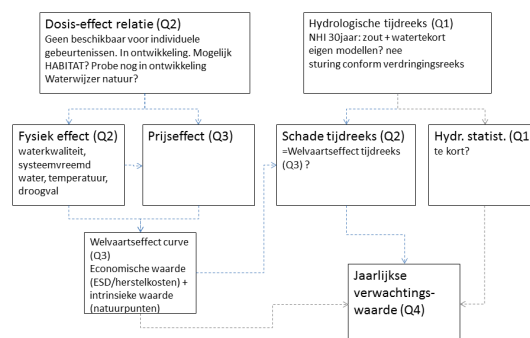 Dosis-effect relatie (Q2)
Geen beschikbaar voor individuele
gebeurtenissen. In ontwikkeling. Mogelijk
HABITAT? Probe nog in ontwikkeling
Waterwijzer natuur?
Hydrologische tijdreeks (Q1)
NHI 30jaar: zout + watertekort
eigen modellen? nee
sturing conform verdringingsreeks
Fysiek effect (Q2)
waterkwaliteit,
systeemvreemd
water, temperatuur,
droogval
Prijseffect (Q3)
Schade tijdreeks (Q2)
=Welvaartseffect tijdreeks
(Q3) ?
Hydr. statist. (Q1
te kort?
Welvaartseffect curve
(Q3)
Economische waarde
(ESD/herstelkosten) +
intrinsieke waarde
(natuurpunten)
Jaarlijkse
verwachtings-
waarde (Q4)